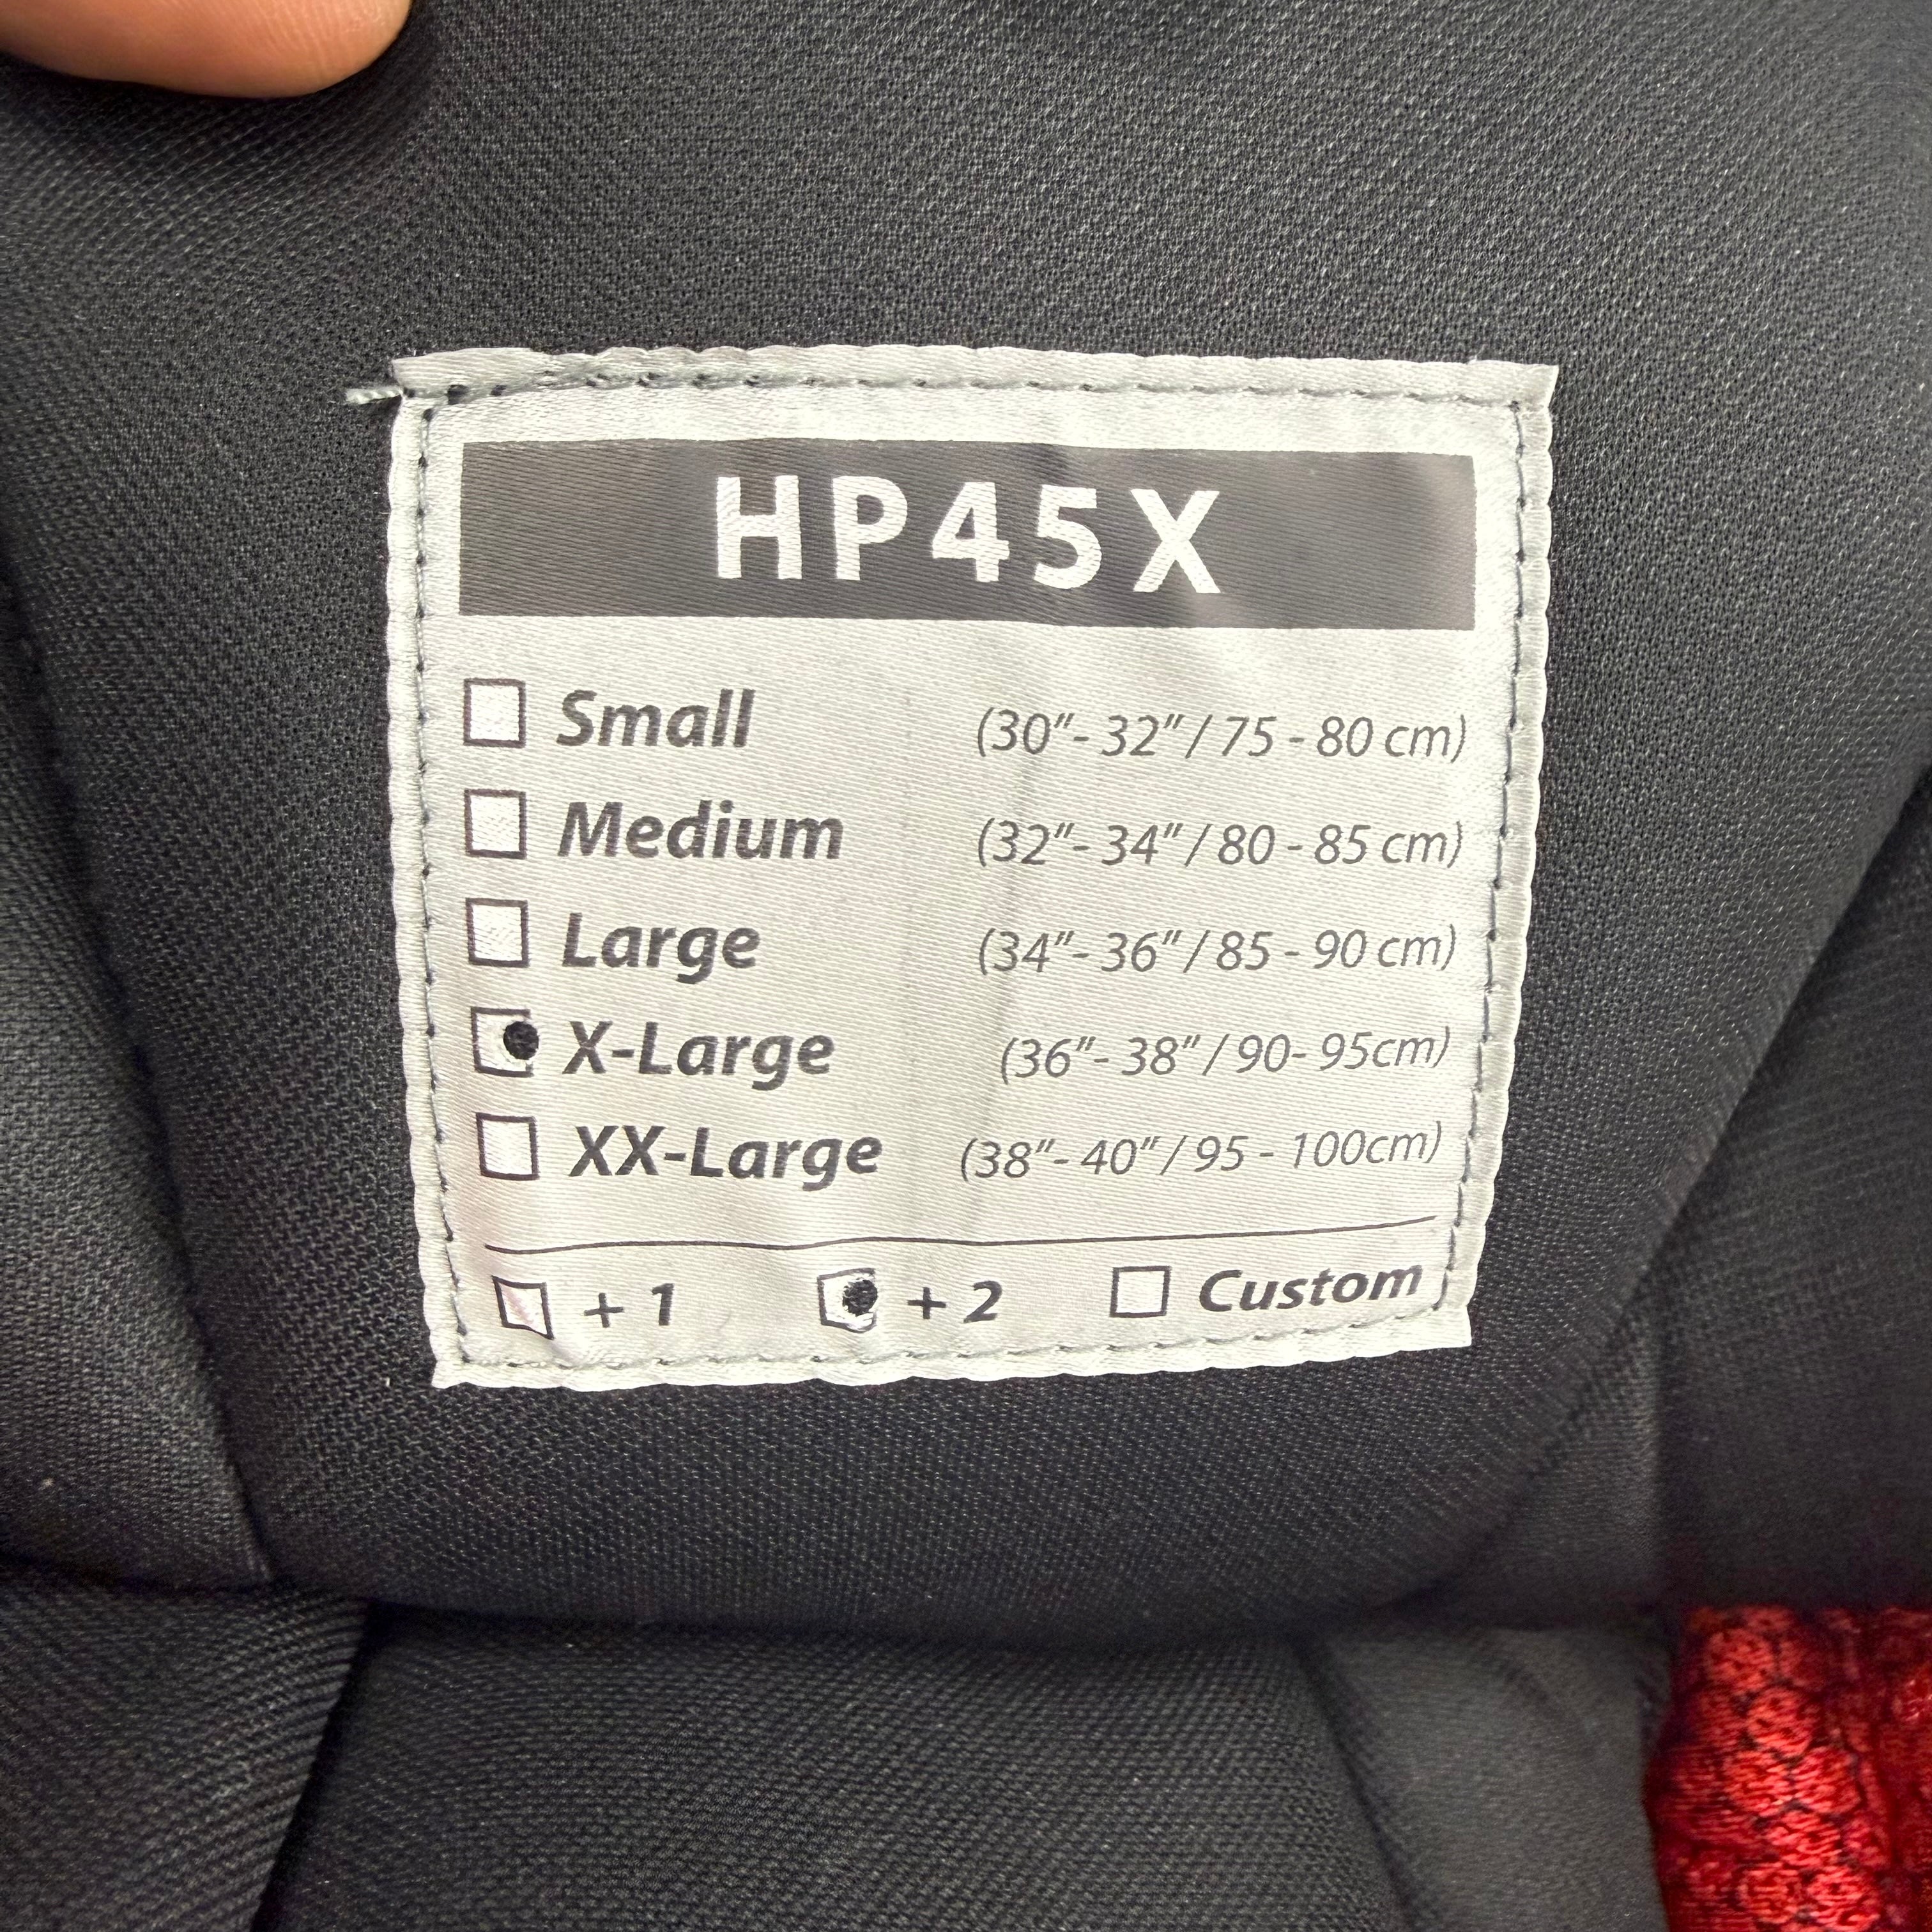 HP45X
Small (30"- 32" / 75 - 80 cm)
Medium (32"- 34" / 80 - 85 cm)
Large (34"- 36" / 85 - 90 cm)
X-Large (36"- 38" / 90- 95cm)
XX-Large (38"- 40" / 95 - 100cm)
+ 1 + 2 Custom